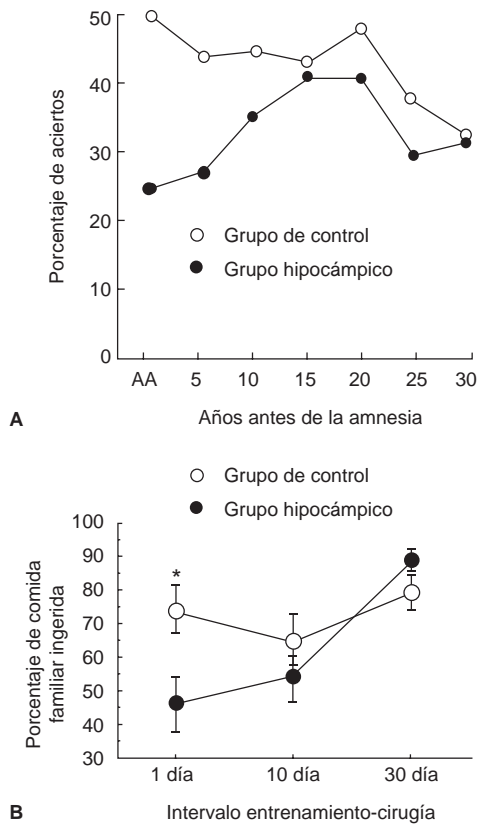 50
40
30
20
10
0
Porcentaje de aciertos
Grupo de control
Grupo hipocámpico
AA 5 10 15 20 25 30
A
Años antes de la amnesia
Grupo de control
Grupo hipocámpico
100
90
80
70
60
50
40
30
Porcentaje de comida
familiar ingerida
*
1 día 10 día 30 día
B
Intervalo entrenamiento-cirugía